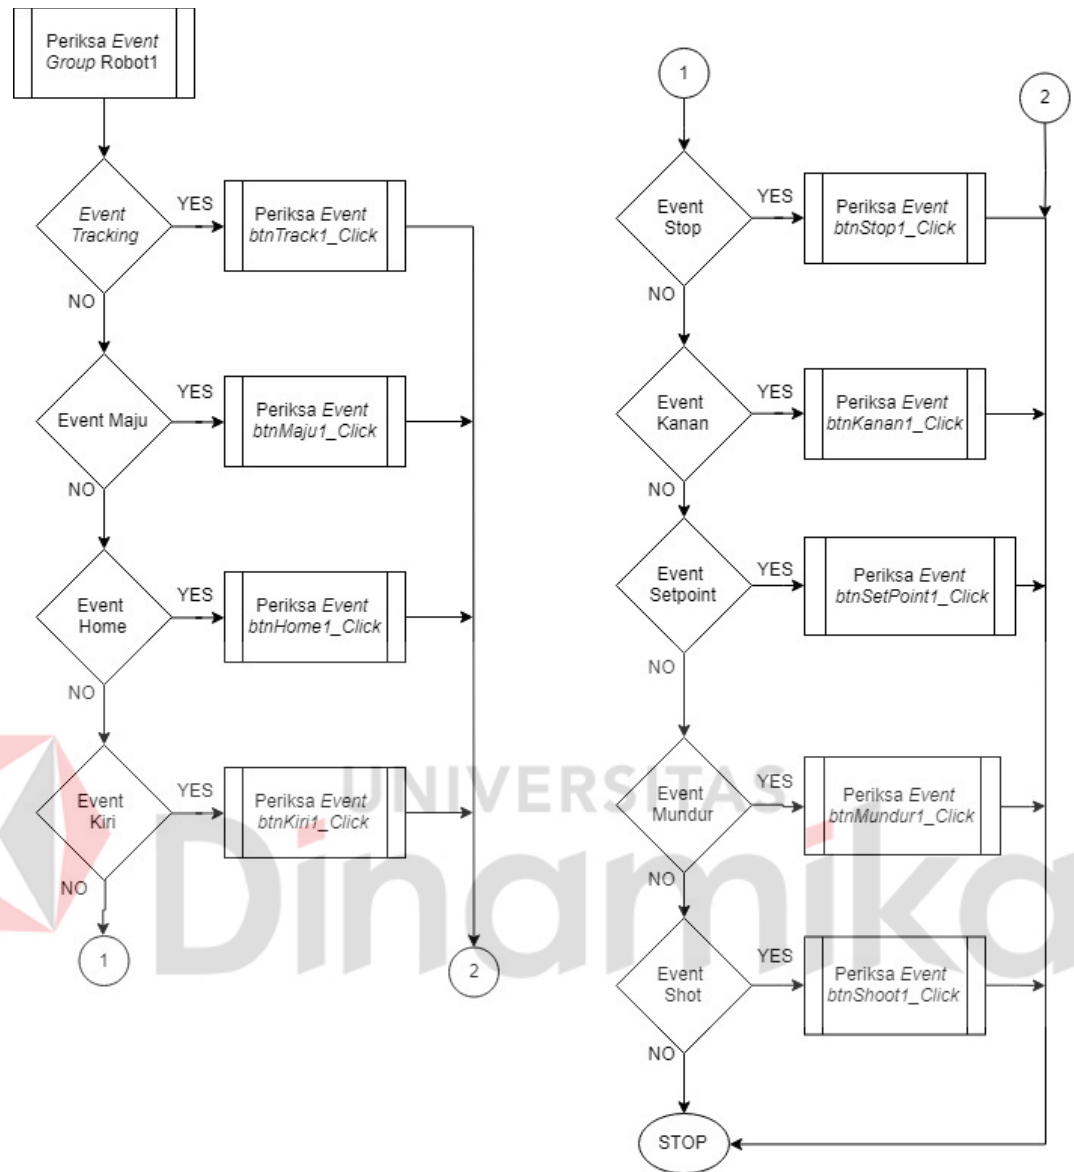 Periksa Event
Group Robot1
Event
Tracking
YES
Periksa Event
btnTrack1_Click
NO
Event Maju
YES
Periksa Event
btnMaju1_Click
NO
Event
Home
YES
Periksa Event
btnHome1_Click
NO
Event
Kiri
YES
Periksa Event
btnKiri1_Click
NO
1
2
1
2
Event
Stop
YES
Periksa Event
btnStop1_Click
NO
Event
Kanan
YES
Periksa Event
btnKanan1_Click
NO
Event
Setpoint
YES
Periksa Event
btnSetPoint1_Click
NO
Event
Mundur
YES
Periksa Event
btnMundur1_Click
NO
Event
Shot
YES
Periksa Event
btnShoot1_Click
NO
STOP
UNIVERSITAS
Dinamika